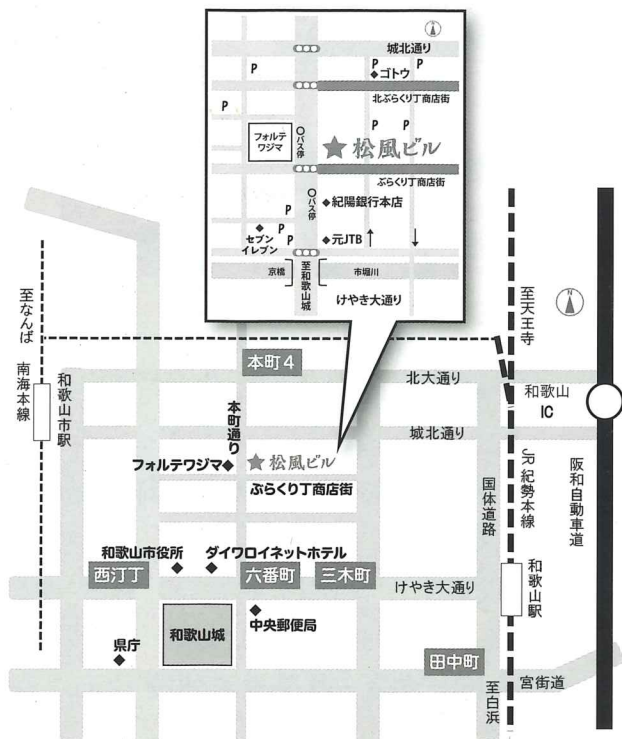 N
城北通り
P
P
P
◆ゴトウ
北ぶらくり丁商店街
P
P
P
フォルテ
ワジマ
バス停
★松風ビル
ぶらくり丁商店街
バス停
◆紀陽銀行本店
P
P
P
セブン
イレブン
◆元JTB
京橋
至和歌山城
市堀川
けやき大通り
至なんば
南海本線
和歌山市駅
本町4
北大通り
至天王寺
N
和歌山
IC
本町通り
城北通り
フォルテワジマ◆
★松風ビル
ぶらくり丁商店街
国体道路
JR紀勢本線
阪和自動車道
和歌山市役所
ダイワロイネットホテル
西汀丁
六番町
三木町
けやき大通り
和歌山駅
和歌山城
中央郵便局
県庁
田中町
至白浜
宮街道